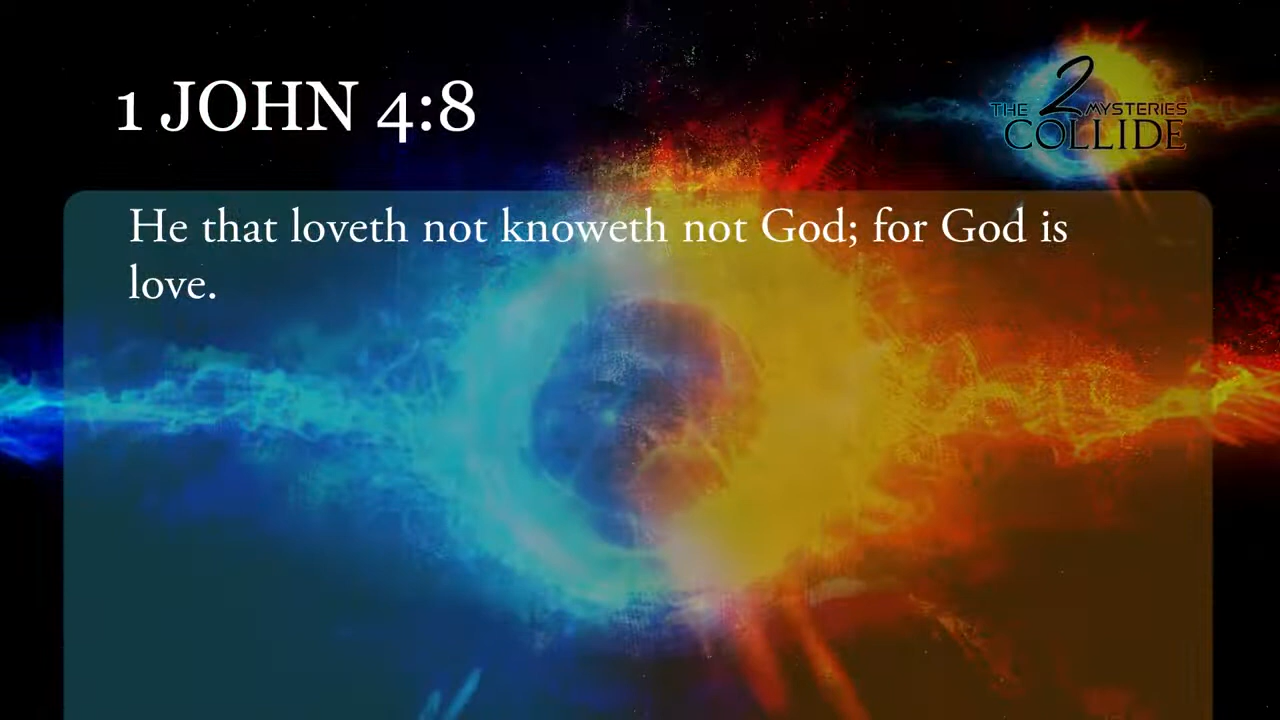 1 JOHN 4:8
THE 2 MYSTERIES
COLLIDE
He that loveth not knoweth not God; for God is
love.